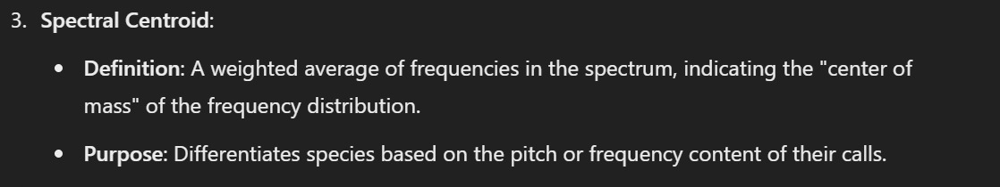 3. Spectral Centroid:
• Definition: A weighted average of frequencies in the spectrum, indicating the "center of
mass" of the frequency distribution.
• Purpose: Differentiates species based on the pitch or frequency content of their calls.